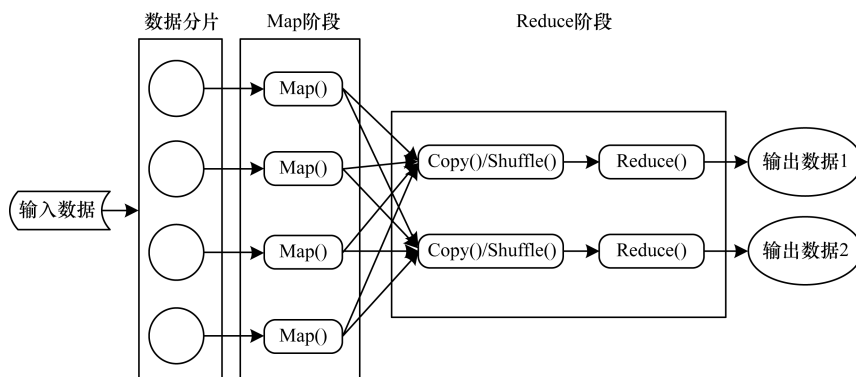 数据分片
Map阶段
Reduce阶段
Map()
Map()
Copy()/Shuffle()
Reduce()
输出数据1
输入数据
Map()
Copy()/Shuffle()
Reduce()
输出数据2
Map()